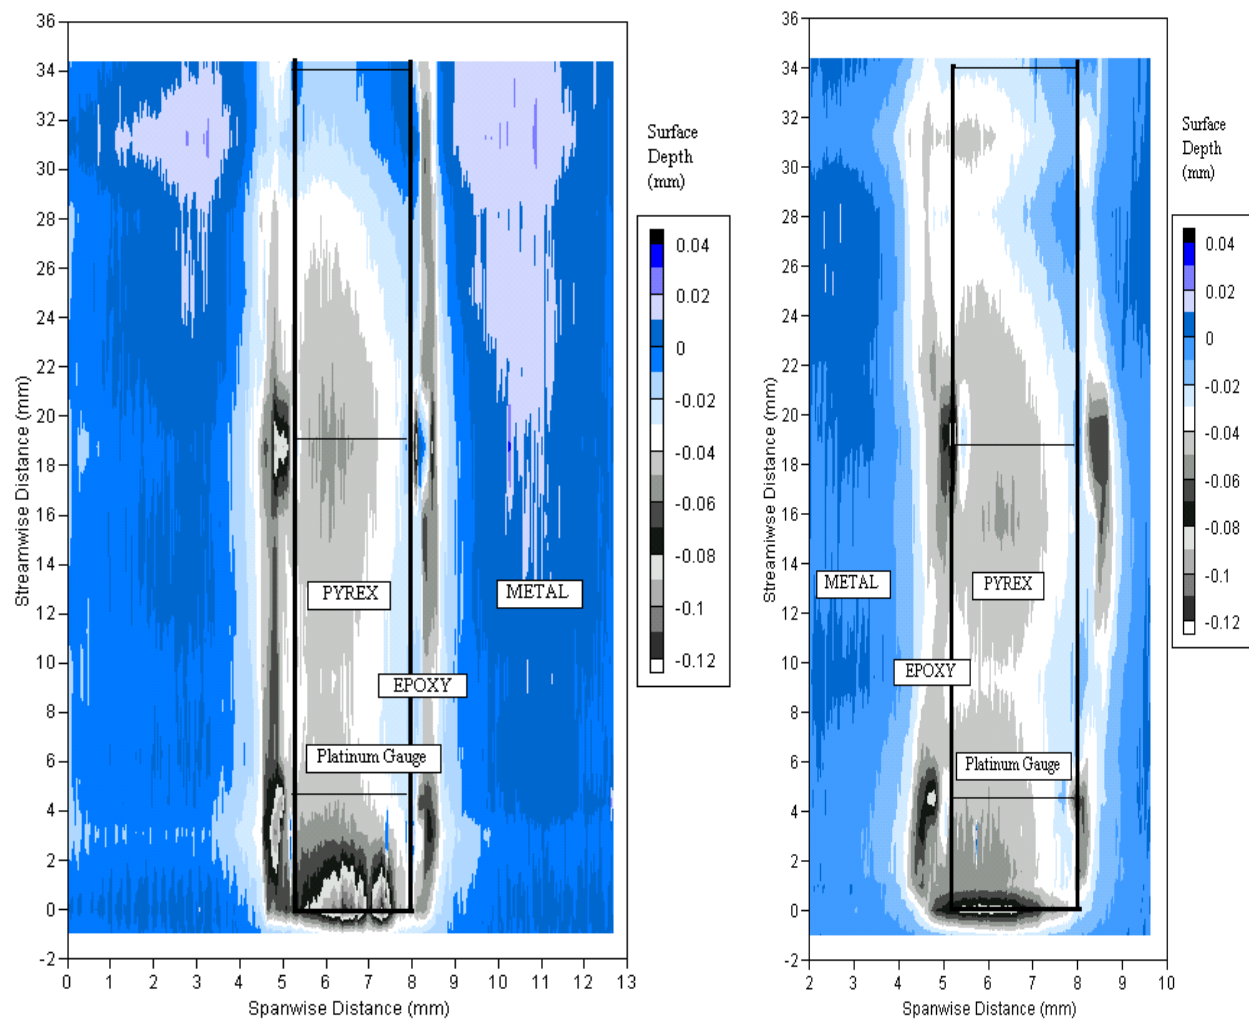 36
34
32
30
28
26
24
22
20
18
16
14
12
10
8
6
4
2
0
-2
Streamwise Distance (mm)
0 1 2 3 4 5 6 7 8 9 10 11 12 13
Spanwise Distance (mm)
PYREX
METAL
EPOXY
Platinum Gauge
Surface
Depth
(mm)
0.04
0.02
0
-0.02
-0.04
-0.06
-0.08
-0.1
-0.12
36
34
32
30
28
26
24
22
20
18
16
14
12
10
8
6
4
2
0
-2
Streamiwse Distance (mm)
2 3 4 5 6 7 8 9 10
Spanwise Distance (mm)
METAL
PYREX
EPOXY
Platinum Gauge
Surface
Depth
(mm)
0.04
0.02
0
-0.02
-0.04
-0.06
-0.08
-0.1
-0.12